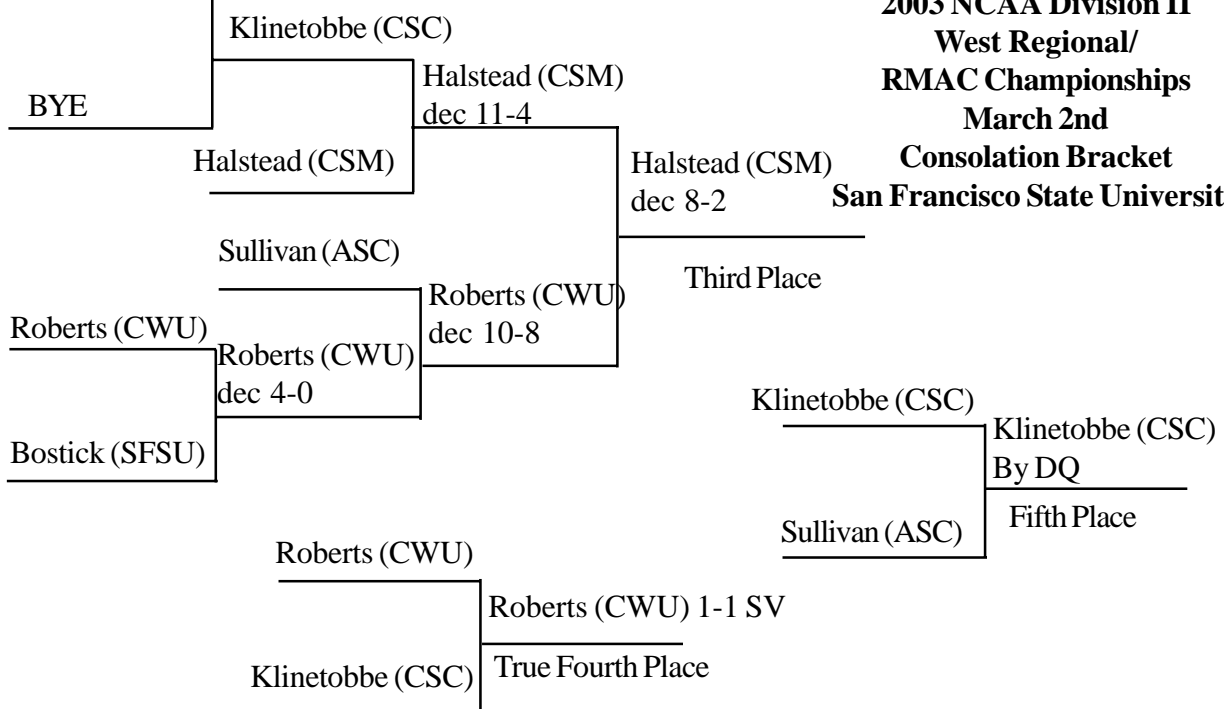 2003 NCAA Division II
West Regional/
RMAC Championships
March 2nd
Consolation Bracket
San Francisco State Universit
Klinetobbe (CSC)
BYE
Halstead (CSM)
dec 11-4
Halstead (CSM)
Halstead (CSM)
dec 8-2
Third Place
Sullivan (ASC)
Roberts (CWU)
dec 10-8
Roberts (CWU)
Roberts (CWU)
dec 4-0
Bostick (SFSU)
Klinetobbe (CSC)
Klinetobbe (CSC)
By DQ
Fifth Place
Sullivan (ASC)
Roberts (CWU)
Roberts (CWU) 1-1 SV
True Fourth Place
Klinetobbe (CSC)